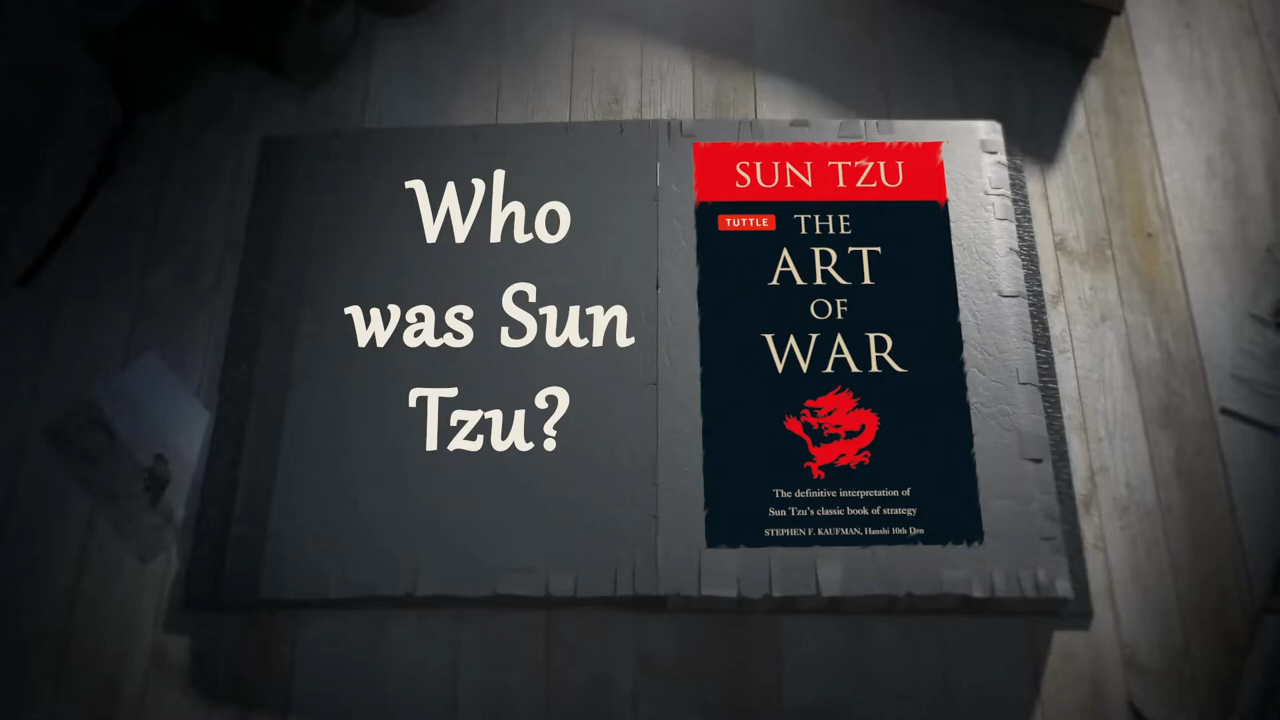 Who
was Sun
Tzu?
SUN TZU
TUTTLE
THE
ART
OF
WAR
The definitive interpretation of
Sun Tzu's classic book of strategy
STEPHEN F. KAUFMAN, Hanshi 10th Dan